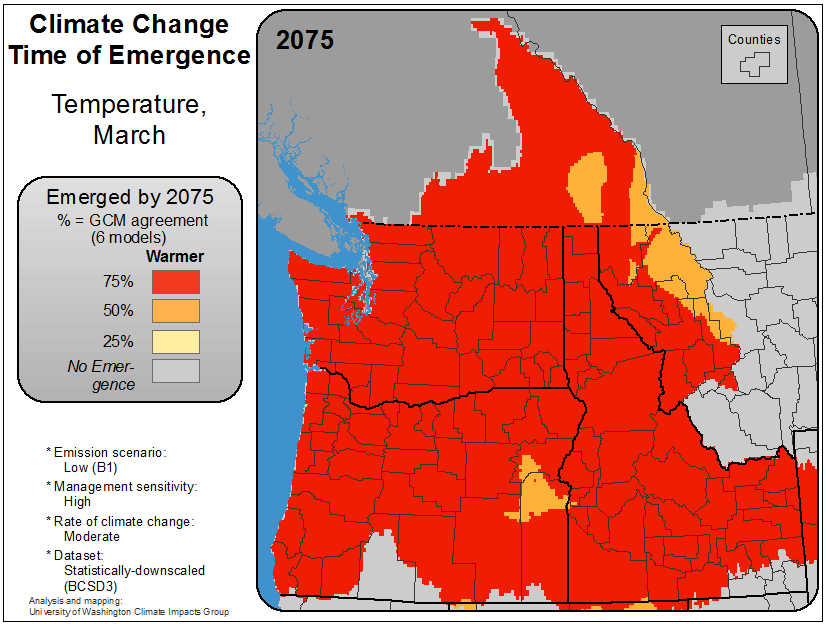 Climate Change
Time of Emergence
Temperature,
March
Emerged by 2075
% = GCM agreement
(6 models)
Warmer
75%
50%
25%
No Emer-
gence
* Emission scenario:
Low (B1)
* Management sensitivity:
High
* Rate of climate change:
Moderate
* Dataset:
Statistically-downscaled
(BCSD3)
Analysis and mapping:
University of Washington Climate Impacts Group
2075
Counties